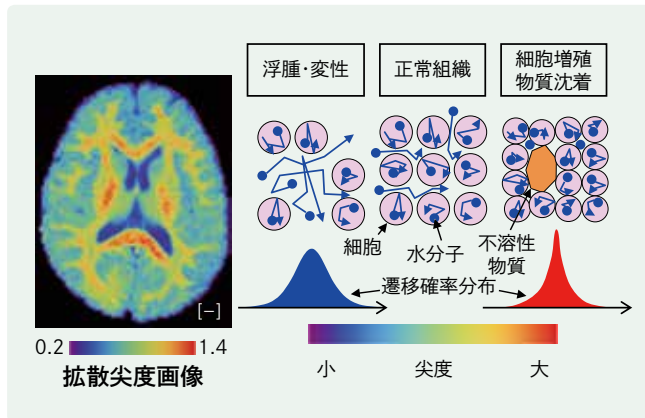 浮腫・変性
正常組織
細胞増殖
物質沈着
細胞
水分子
不溶性
物質
遷移確率分布
[−]
0.2
1.4
拡散尖度画像
小
尖度
大